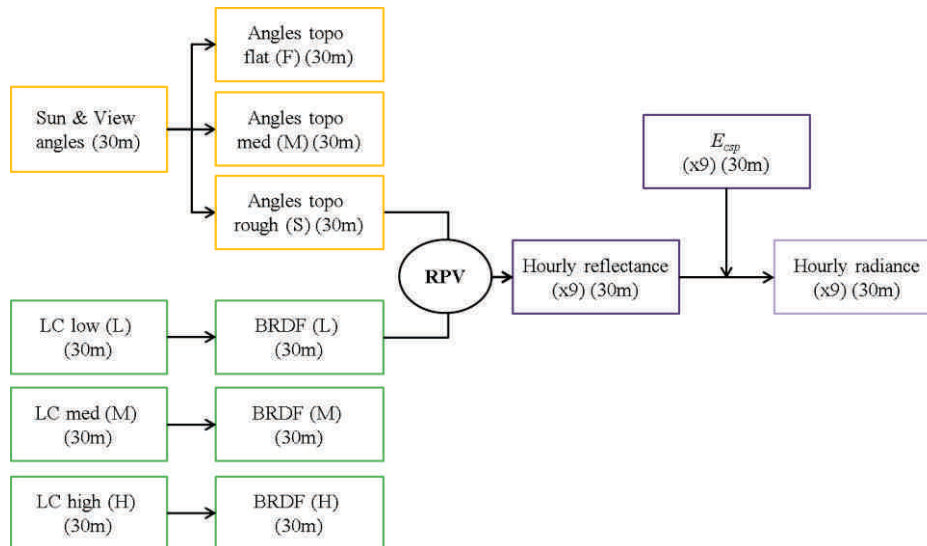 Sun & View
angles (30m)
Angles topo
flat (F) (30m)
Angles topo
med (M) (30m)
Angles topo
rough (S) (30m)
LC low (L)
(30m)
BRDF (L)
(30m)
LC med (M)
(30m)
BRDF (M)
(30m)
LC high (H)
(30m)
BRDF (H)
(30m)
RPV
Hourly reflectance
(x9) (30m)
Ecsp
(x9) (30m)
Hourly radiance
(x9) (30m)